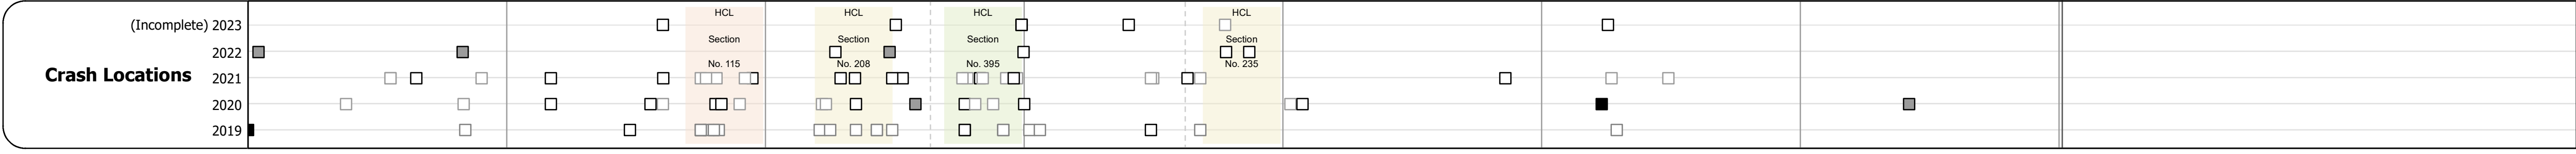 HCL HCL HCL HCL
(Incomplete) 2023
Section Section Section Section
2022
No. 115 No. 208 No. 395 No. 235
Crash Locations
2021
2020
2019